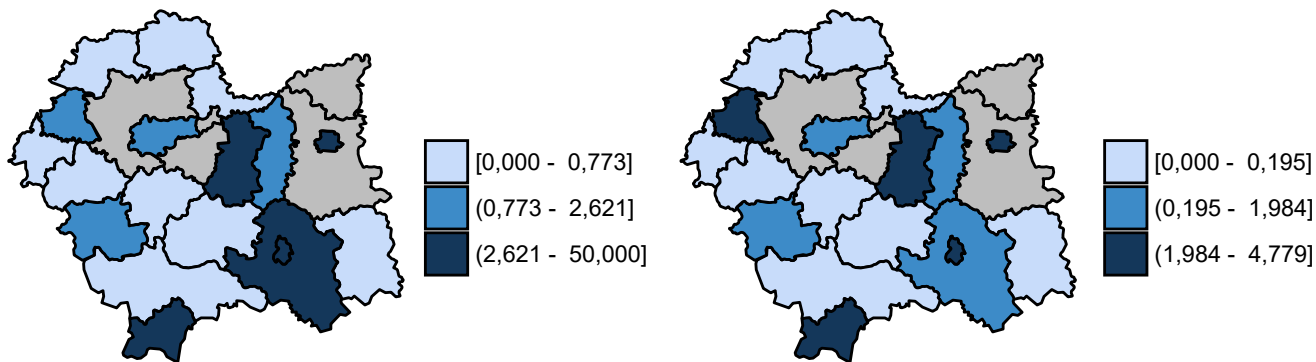 [0,000 - 0,773]
(0,773 - 2,621]
(2,621 - 50,000]
[0,000 - 0,195]
(0,195 - 1,984]
(1,984 - 4,779]